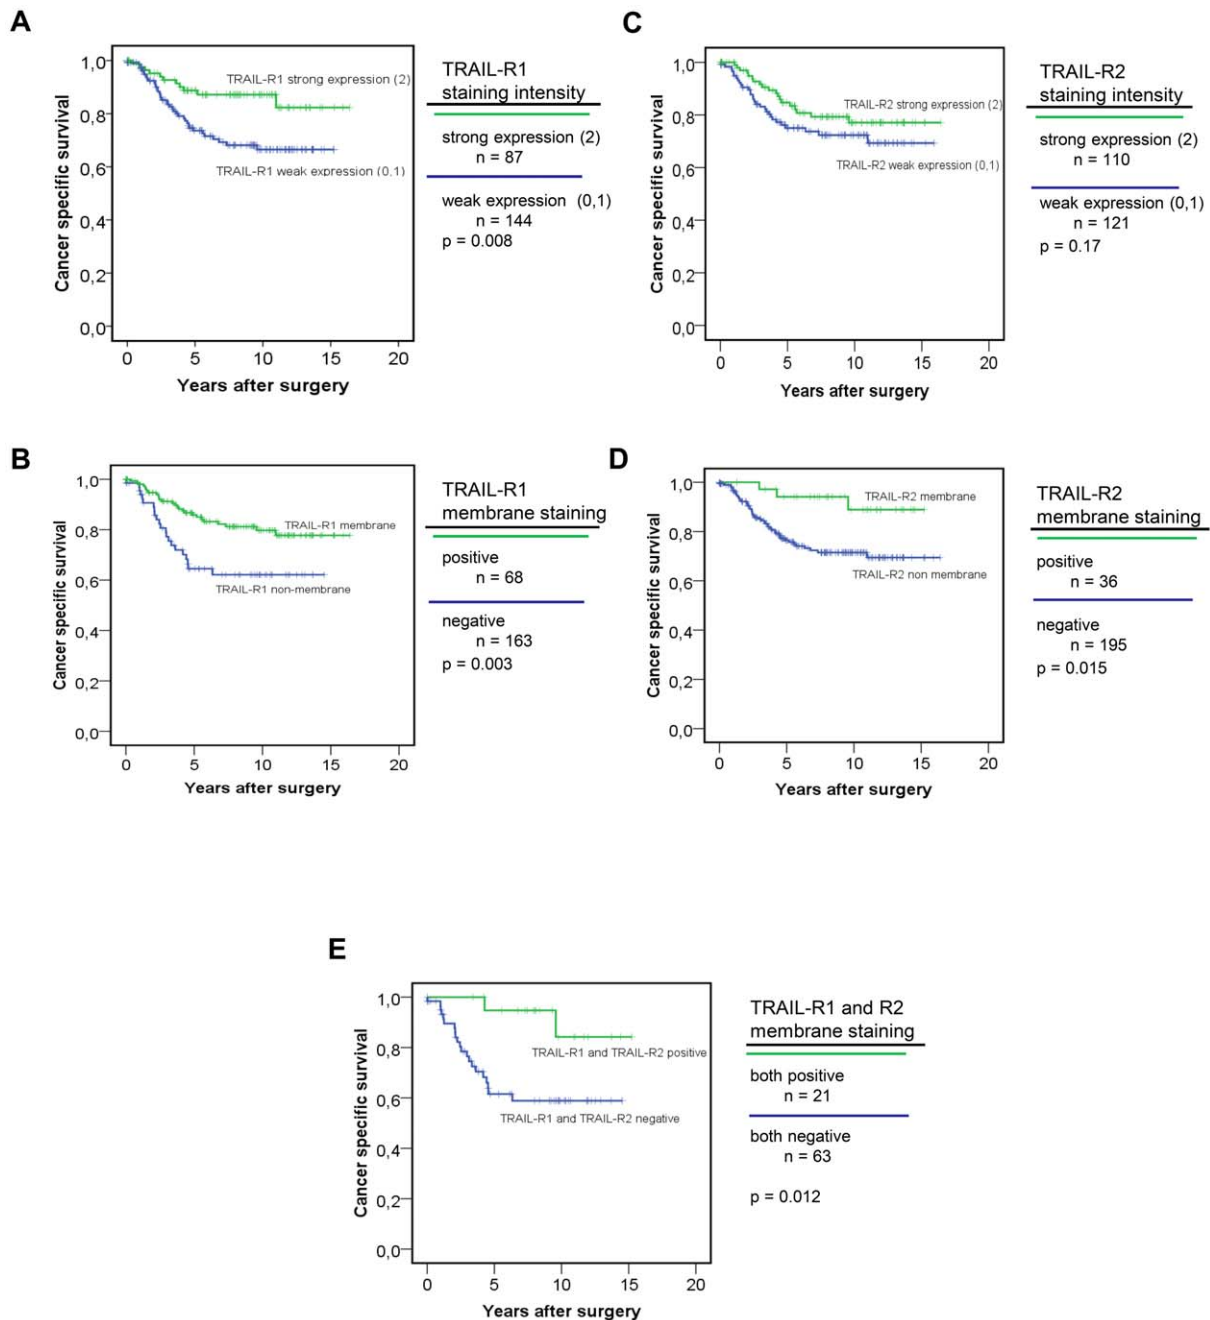 A
Cancer specific survival
1,0
0,8
0,6
0,4
0,2
0,0
TRAIL-R1 strong expression (2)
TRAIL-R1 weak expression (0,1)
0 5 10 15 20
Years after surgery
TRAIL-R1
staining intensity
strong expression (2)
n = 87
weak expression (0,1)
n = 144
p = 0.008
C
Cancer specific survival
1,0
0,8
0,6
0,4
0,2
0,0
TRAIL-R2 strong expression (2)
TRAIL-R2 weak expression (0,1)
0 5 10 15 20
Years after surgery
TRAIL-R2
staining intensity
strong expression (2)
n = 110
weak expression (0,1)
n = 121
p = 0.17
B
Cancer specific survival
1,0
0,8
0,6
0,4
0,2
0,0
TRAIL-R1 membrane
TRAIL-R1 non-membrane
0 5 10 15 20
Years after surgery
TRAIL-R1
membrane staining
positive
n = 68
negative
n = 163
p = 0.003
D
Cancer specific survival
1,0
0,8
0,6
0,4
0,2
0,0
TRAIL-R2 membrane
TRAIL-R2 non membrane
0 5 10 15 20
Years after surgery
TRAIL-R2
membrane staining
positive
n = 36
negative
n = 195
p = 0.015
E
Cancer specific survival
1,0
0,8
0,6
0,4
0,2
0,0
TRAIL-R1 and TRAIL-R2 positive
TRAIL-R1 and TRAIL-R2 negative
0 5 10 15 20
Years after surgery
TRAIL-R1 and R2
membrane staining
both positive
n = 21
both negative
n = 63
p = 0.012